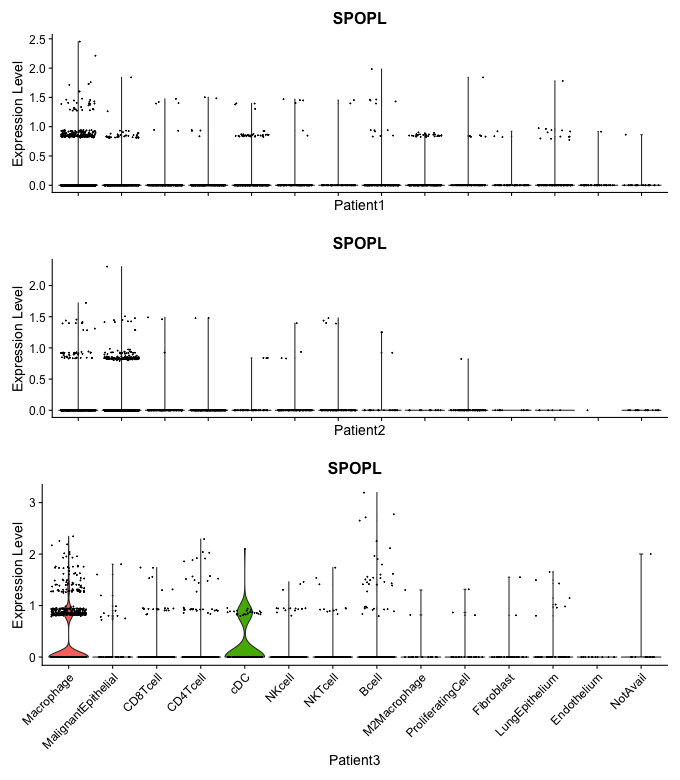 SPOPL
Expression Level
2.5
2.0
1.5
1.0
0.5
0.0
Patient1
SPOPL
Expression Level
2.0
1.5
1.0
0.5
0.0
Patient2
SPOPL
Expression Level
3
2
1
0
Macrophage
MalignantEpithelial
CD8Tcell
CD4Tcell
cDC
NKcell
NKTcell
Bcell
M2Macrophage
ProliferatingCell
Fibroblast
LungEpithelium
Endothelium
NotAvail
Patient3